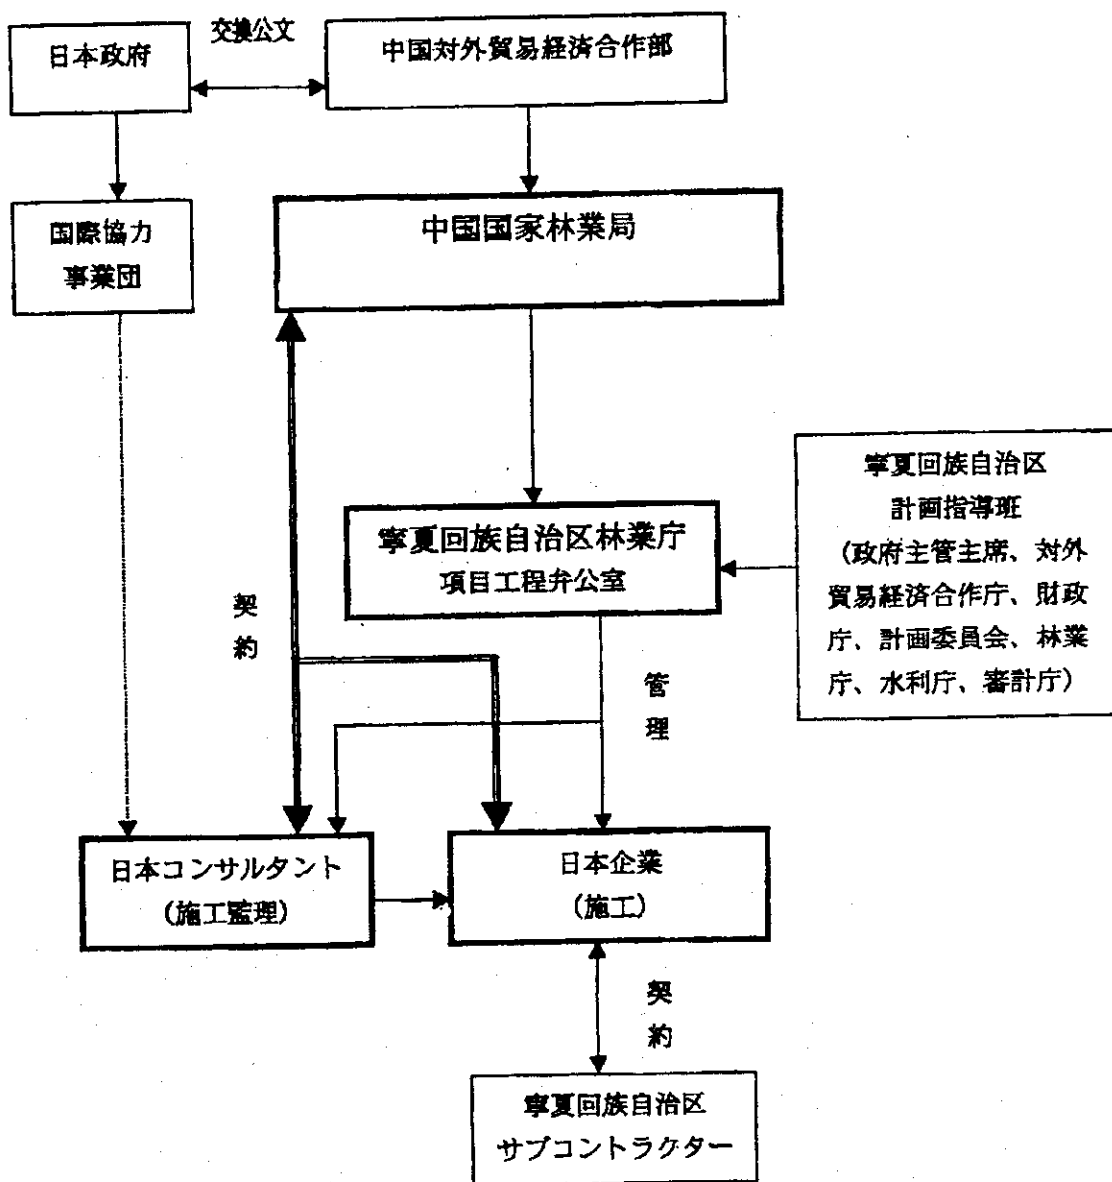 交換公文
日本政府
中国対外貿易経済合作部
国際協力
事業団
中国国家林業局
寧夏回族自治区
計画指導班
(政府主管主席、対外
貿易経済合作庁、財政
庁、計画委員会、林業
庁、水利庁、審計庁)
寧夏回族自治区林業庁
項目工程弁公室
契
約
管
理
日本コンサルタント
(施工監理)
日本企業
(施工)
契
約
寧夏回族自治区
サブコントラクター